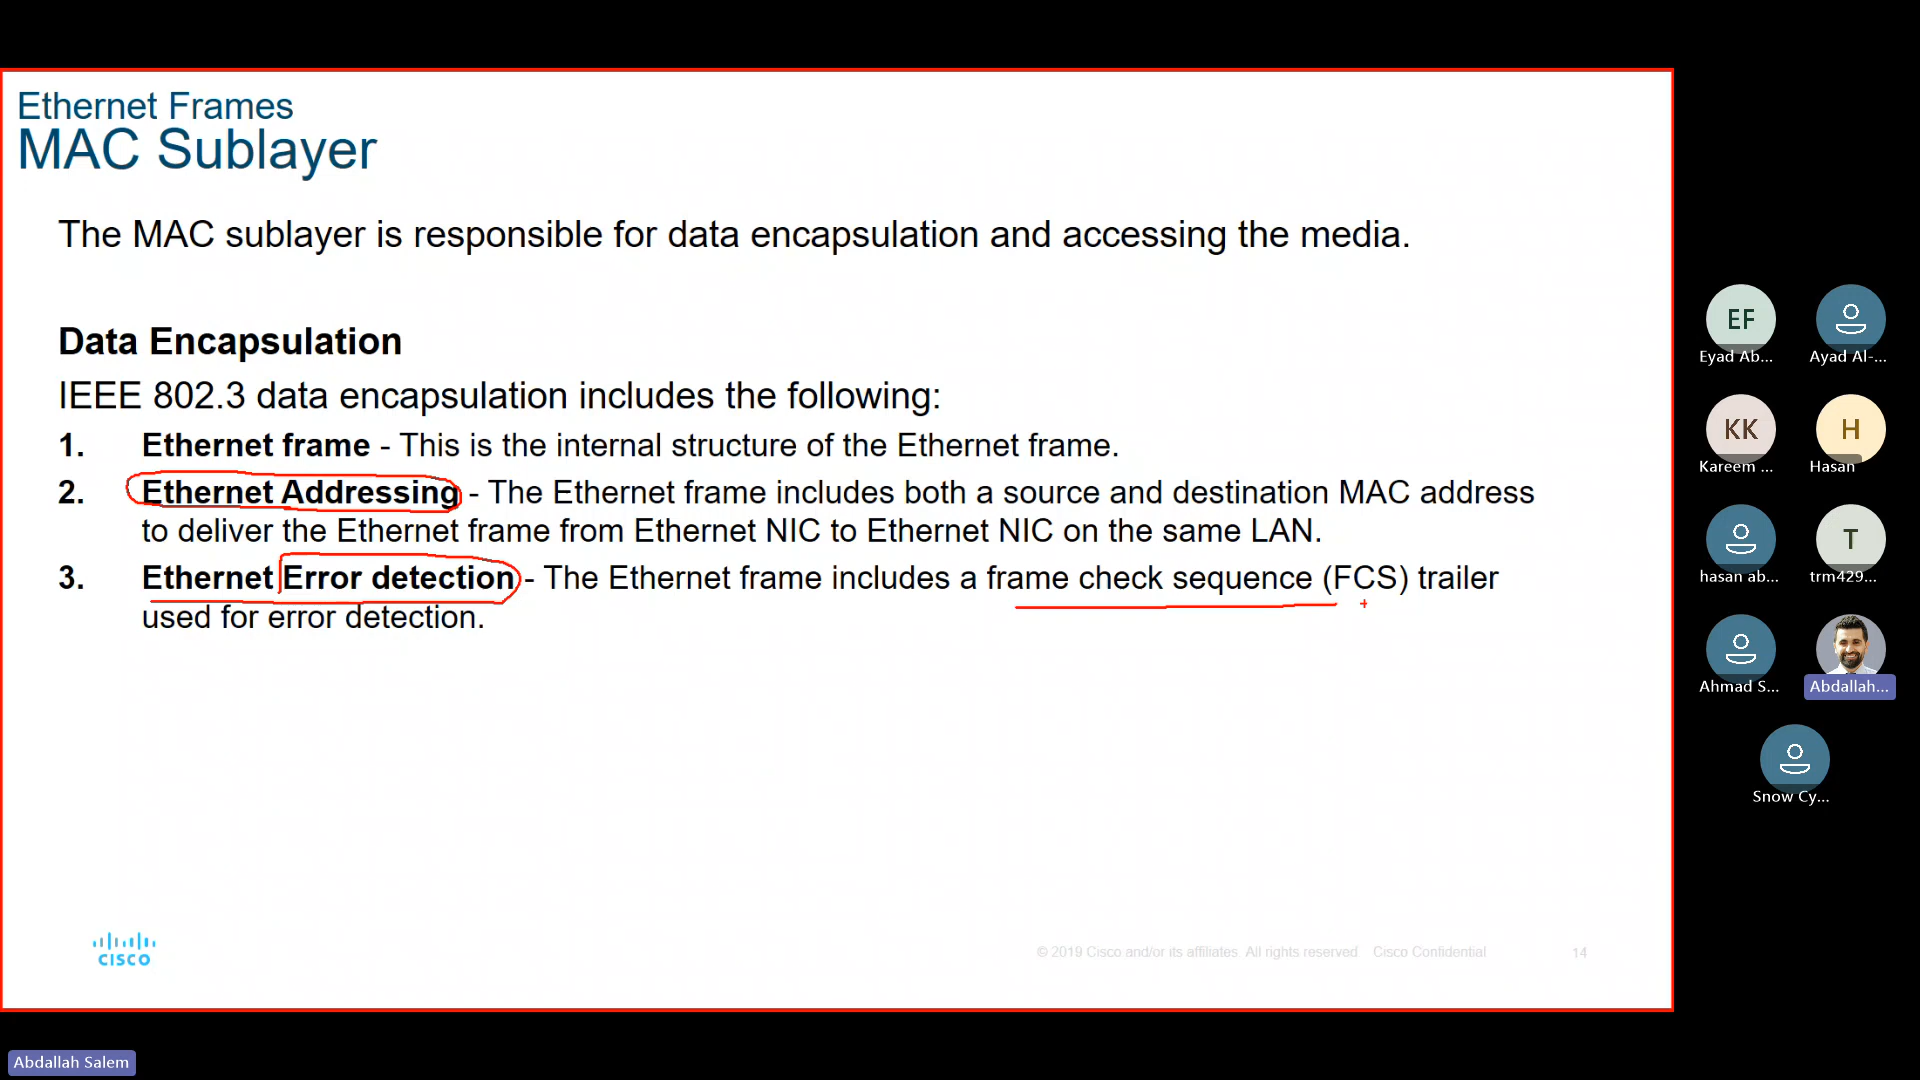 Ethernet Frames
MAC Sublayer
The MAC sublayer is responsible for data encapsulation and accessing the media.
Data Encapsulation
IEEE 802.3 data encapsulation includes the following:
1. Ethernet frame - This is the internal structure of the Ethernet frame.
2. Ethernet Addressing - The Ethernet frame includes both a source and destination MAC address
to deliver the Ethernet frame from Ethernet NIC to Ethernet NIC on the same LAN.
3. Ethernet Error detection - The Ethernet frame includes a frame check sequence (FCS) trailer
used for error detection.
CISCO
© 2019 Cisco and/or its affiliates. All rights reserved. Cisco Confidential
14
EF
Eyad Ab...
Ayad Al-...
KK
Kareem ...
H
Hasan
hasan ab...
T
trm429...
Ahmad S...
Abdallah...
Snow Cy...
Abdallah Salem